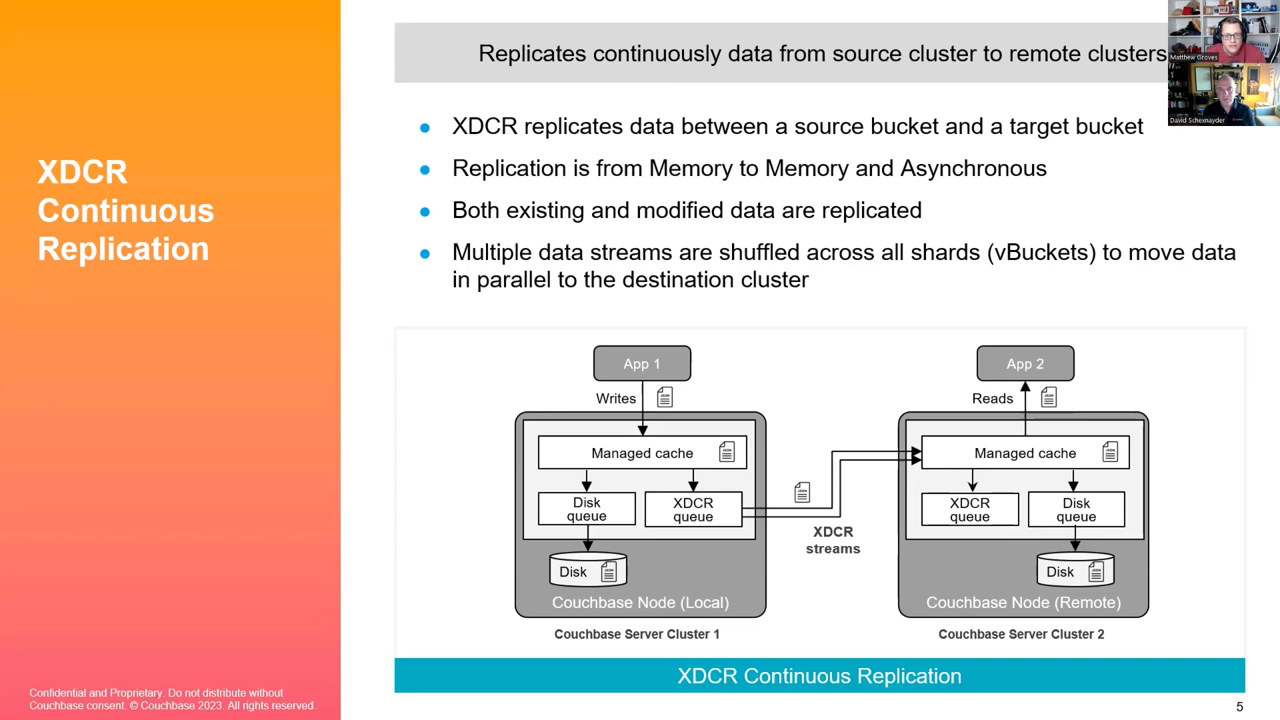 XDCR
Continuous
Replication
Replicates continuously data from source cluster to remote clusters
Matthew Groves
David Schexnayder
● XDCR replicates data between a source bucket and a target bucket
● Replication is from Memory to Memory and Asynchronous
● Both existing and modified data are replicated
● Multiple data streams are shuffled across all shards (vBuckets) to move data
in parallel to the destination cluster
App 1
App 2
Writes
Reads
Managed cache
Managed cache
Disk
queue
XDCR
queue
XDCR
queue
Disk
queue
XDCR
streams
Disk
Disk
Couchbase Node (Local)
Couchbase Node (Remote)
Couchbase Server Cluster 1
Couchbase Server Cluster 2
XDCR Continuous Replication
Confidential and Proprietary. Do not distribute without
Couchbase consent. © Couchbase 2023. All rights reserved.
5